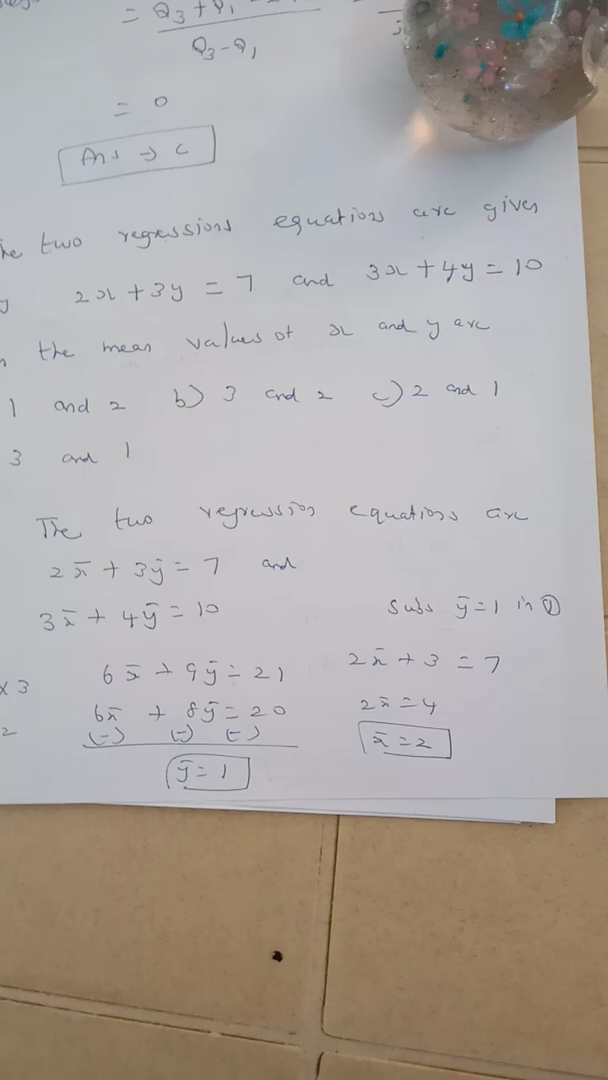 = Q3 + Q1
Q3 - Q1
= 0
Ans → C
The two regressions equations are given
2x + 3y = 7 and 3x + 4y = 10
the mean values of x and y are
1 and 2 b) 3 and 2 c) 2 and 1
3 and 1
The two regression equations are
2x̄ + 3ȳ = 7 and
3x̄ + 4ȳ = 10
Subs ȳ = 1 in ①
x 3 6x̄ + 9ȳ = 21 2x̄ + 3 = 7
2 6x̄ + 8ȳ = 20 2x̄ = 4
(-) (-) (-) x̄ = 2
ȳ = 1